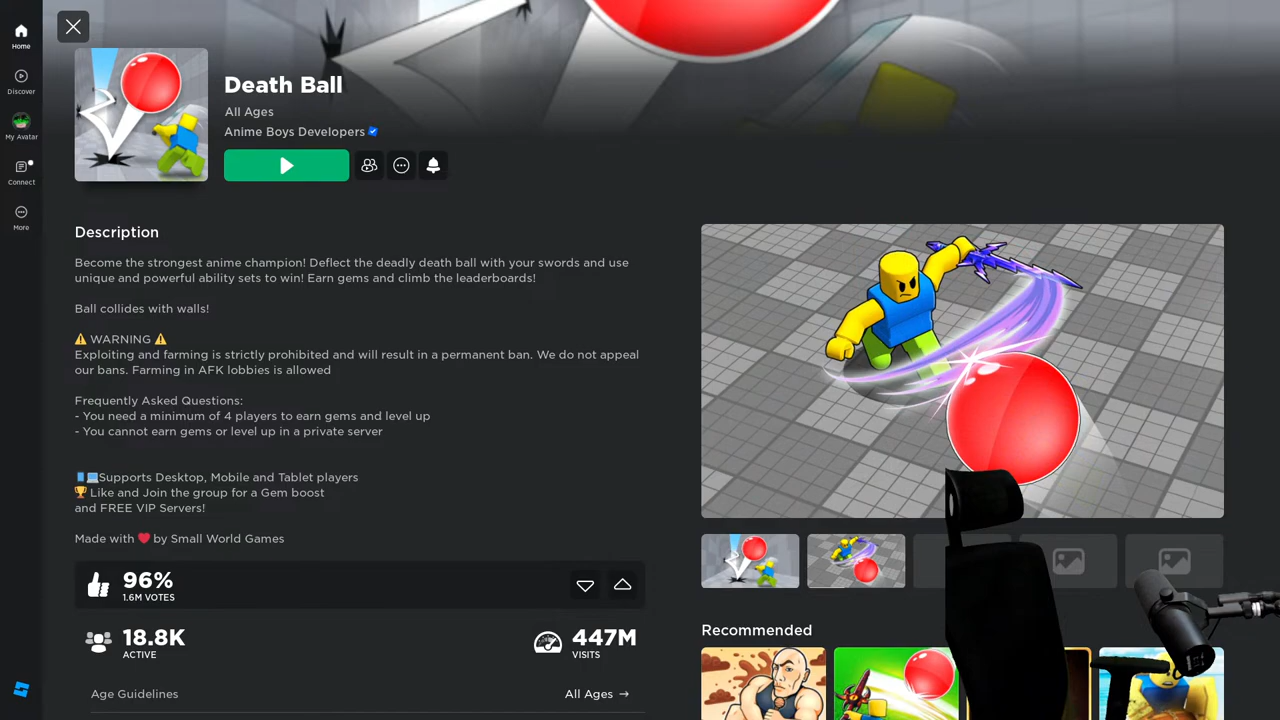 Home
Discover
My Avatar
Connect
More
Death Ball
All Ages
Anime Boys Developers
Description
Become the strongest anime champion! Deflect the deadly death ball with your swords and use
unique and powerful ability sets to win! Earn gems and climb the leaderboards!
Ball collides with walls!
⚠️ WARNING ⚠️
Exploiting and farming is strictly prohibited and will result in a permanent ban. We do not appeal
our bans. Farming in AFK lobbies is allowed
Frequently Asked Questions:
- You need a minimum of 4 players to earn gems and level up
- You cannot earn gems or level up in a private server
📱💻Supports Desktop, Mobile and Tablet players
🏆Like and Join the group for a Gem boost
and FREE VIP Servers!
Made with ❤️ by Small World Games
96%
1.6M VOTES
18.8K
ACTIVE
447M
VISITS
Age Guidelines
All Ages →
Recommended